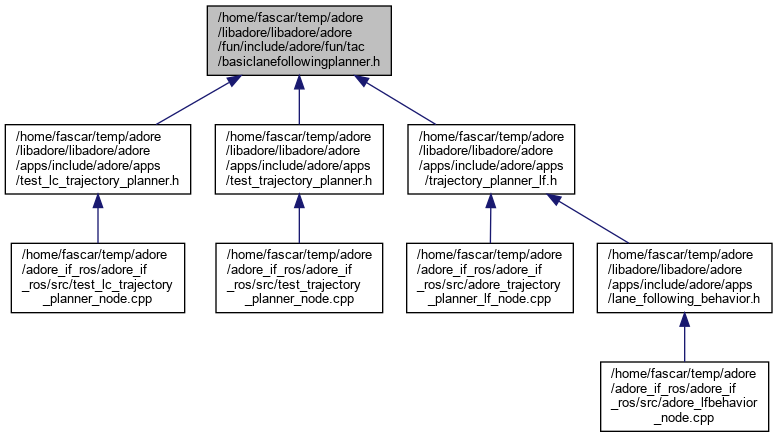 /home/fascar/temp/adore
/libadore/libadore/adore
/fun/include/adore/fun/tac
/basiclanefollowingplanner.h
/home/fascar/temp/adore
/libadore/libadore/adore
/apps/include/adore/apps
/test_lc_trajectory_planner.h
/home/fascar/temp/adore
/libadore/libadore/adore
/apps/include/adore/apps
/test_trajectory_planner.h
/home/fascar/temp/adore
/libadore/libadore/adore
/apps/include/adore/apps
/trajectory_planner_lf.h
/home/fascar/temp/adore
/adore_if_ros/adore_if
_ros/src/test_lc_trajectory
_planner_node.cpp
/home/fascar/temp/adore
/adore_if_ros/adore_if
_ros/src/test_trajectory
_planner_node.cpp
/home/fascar/temp/adore
/adore_if_ros/adore_if
_ros/src/adore_trajectory
_planner_lf_node.cpp
/home/fascar/temp/adore
/libadore/libadore/adore
/apps/include/adore/apps
/lane_following_behavior.h
/home/fascar/temp/adore
/adore_if_ros/adore_if
_ros/src/adore_lfbehavior
_node.cpp